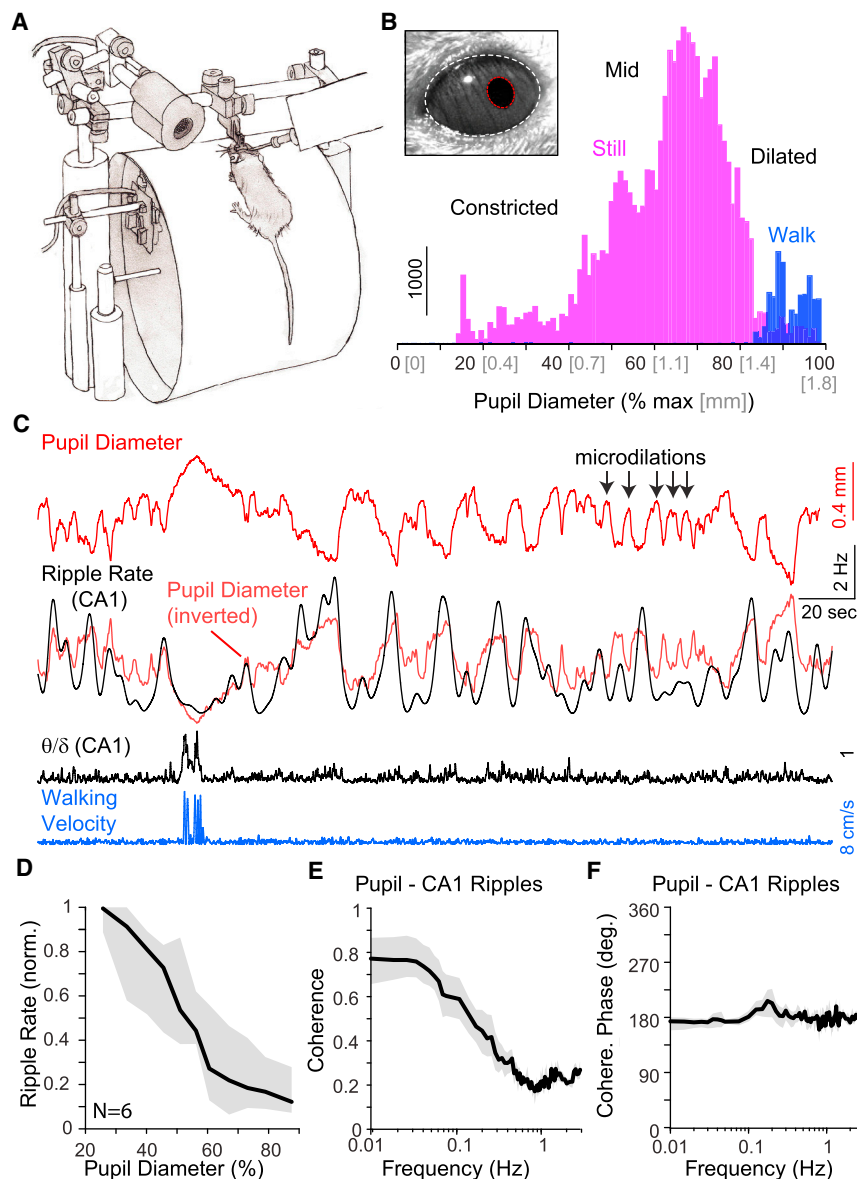 A
B
Mid
Still
Dilated
Constricted
Walk
1000
0 [0] 20 [0.4] 40 [0.7] 60 [1.1] 80 [1.4] 100
[1.8]
Pupil Diameter (% max [mm])
C
Pupil Diameter
microdilations
0.4 mm
Ripple Rate
(CA1)
Pupil Diameter
(inverted)
2 Hz
20 sec
θ/δ (CA1)
1
Walking
Velocity
8 cm/s
D
Ripple Rate (norm.)
1
0.8
0.6
0.4
0.2
0
N=6
20 40 60 80
Pupil Diameter (%)
E
Pupil - CA1 Ripples
Coherence
1
0.8
0.6
0.4
0.2
0
0.01 0.1 1
Frequency (Hz)
F
Pupil - CA1 Ripples
Cohere. Phase (deg.)
360
270
180
90
0
0.01 0.1 1
Frequency (Hz)